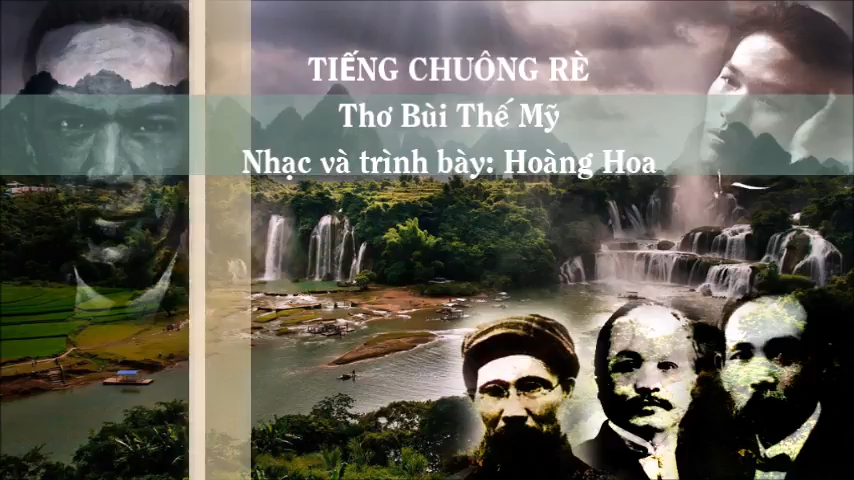 TIẾNG CHUÔNG RÈ
Thơ Bùi Thế Mỹ
Nhạc và trình bày: Hoàng Hoa